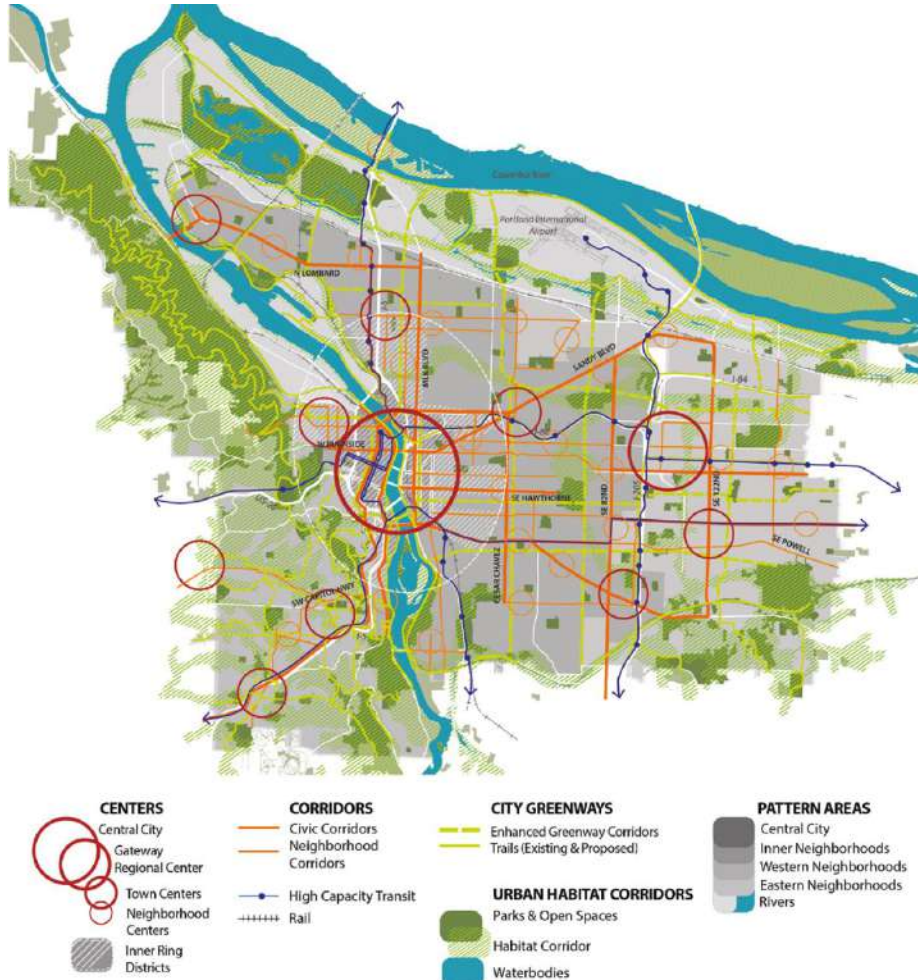 Columbia River
Portland International
Airport
N LOMBARD
MLK BLVD
SANDY BLVD
I-84
W BURNSIDE
SE HAWTHORNE
SE 82ND
I-205
SE 122ND
CESAR CHAVEZ
SE POWELL
SW CAPITOL HWY
I-5
CENTERS
Central City
Gateway
Regional Center
Town Centers
Neighborhood
Centers
Inner Ring
Districts
CORRIDORS
Civic Corridors
Neighborhood
Corridors
High Capacity Transit
Rail
CITY GREENWAYS
Enhanced Greenway Corridors
Trails (Existing & Proposed)
URBAN HABITAT CORRIDORS
Parks & Open Spaces
Habitat Corridor
Waterbodies
PATTERN AREAS
Central City
Inner Neighborhoods
Western Neighborhoods
Eastern Neighborhoods
Rivers